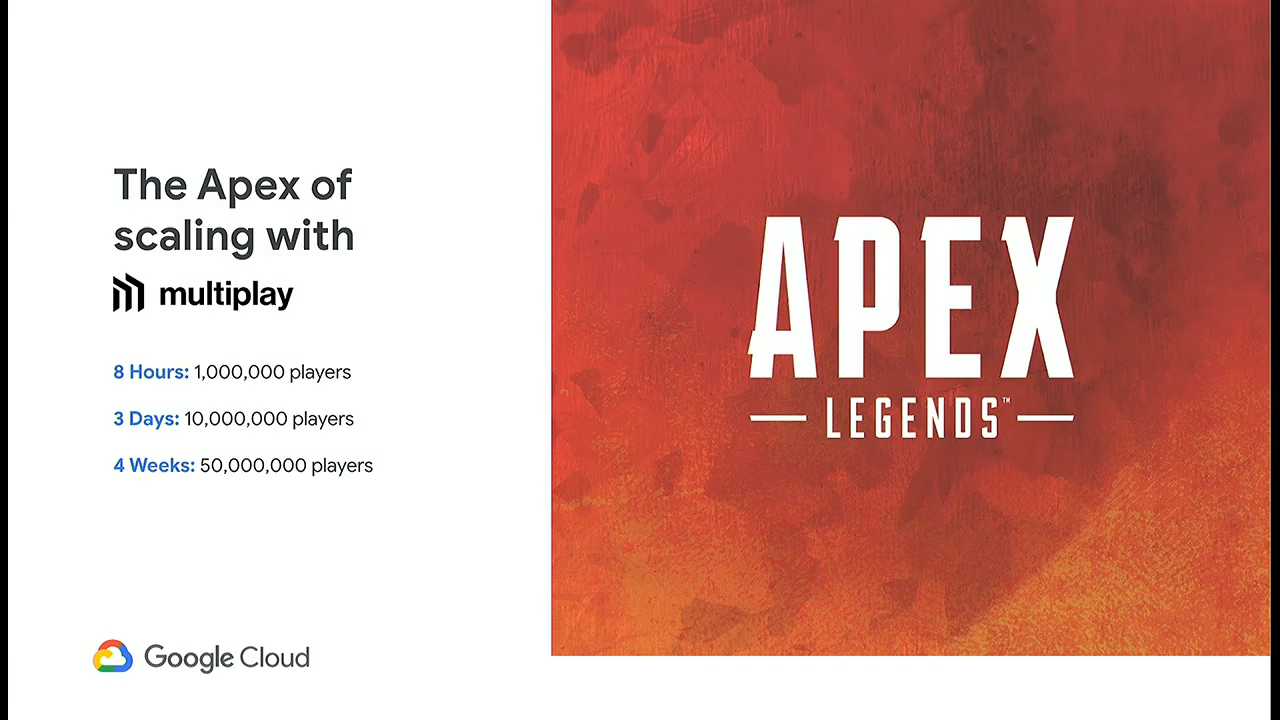 The Apex of
scaling with
multiplay
8 Hours: 1,000,000 players
3 Days: 10,000,000 players
4 Weeks: 50,000,000 players
Google Cloud
APEX
LEGENDS™